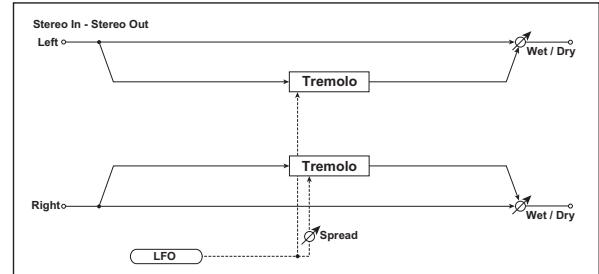 Stereo In - Stereo Out
Left
Wet / Dry
Tremolo
Tremolo
Right
Wet / Dry
Spread
LFO